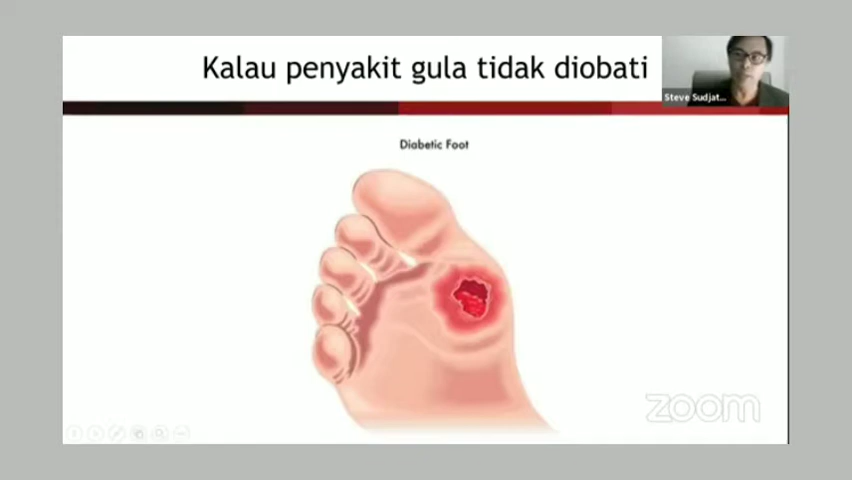 Kalau penyakit gula tidak diobati
Steve Sudjat...
Diabetic Foot
zoom